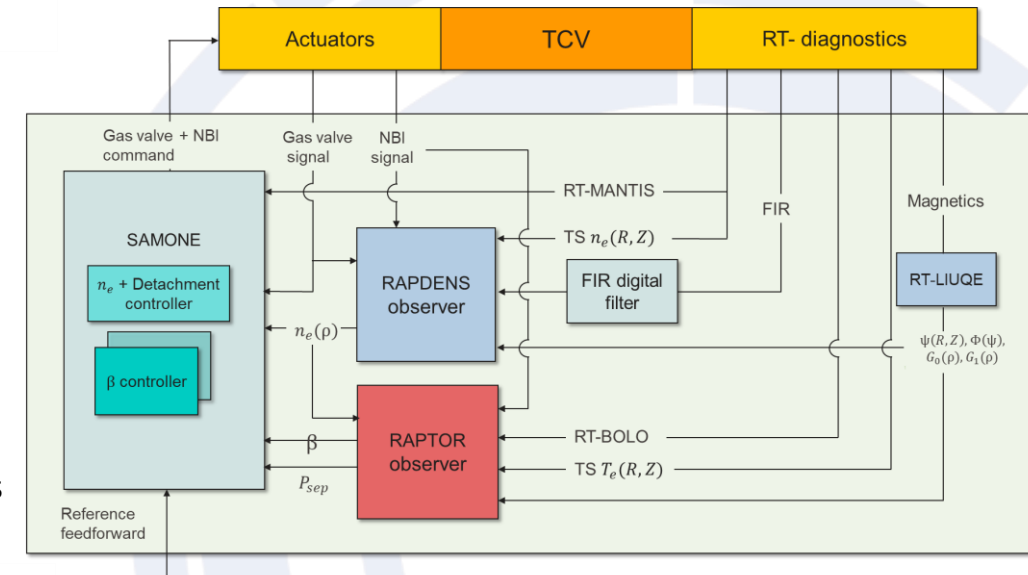 Actuators
TCV
RT- diagnostics
Gas valve + NBI
command
Gas valve
signal
NBI
signal
RT-MANTIS
FIR
Magnetics
SAMONE
TS n_e(R, Z)
RAPDENS
observer
FIR digital
filter
RT-LIUQE
n_e + Detachment
controller
n_e(ρ)
ψ(R, Z), Φ(ψ),
G_0(ρ), G_1(ρ)
β controller
RAPTOR
observer
β
RT-BOLO
TS T_e(R, Z)
P_sep
s
Reference
feedforward